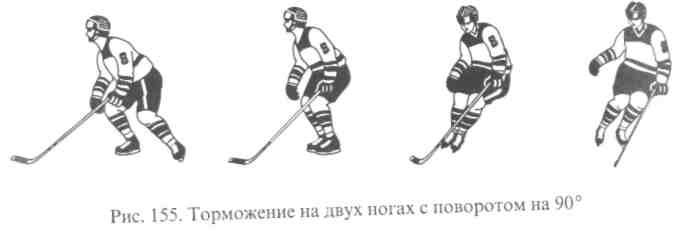 Рис. 155. Торможение на двух ногах с поворотом на 90°